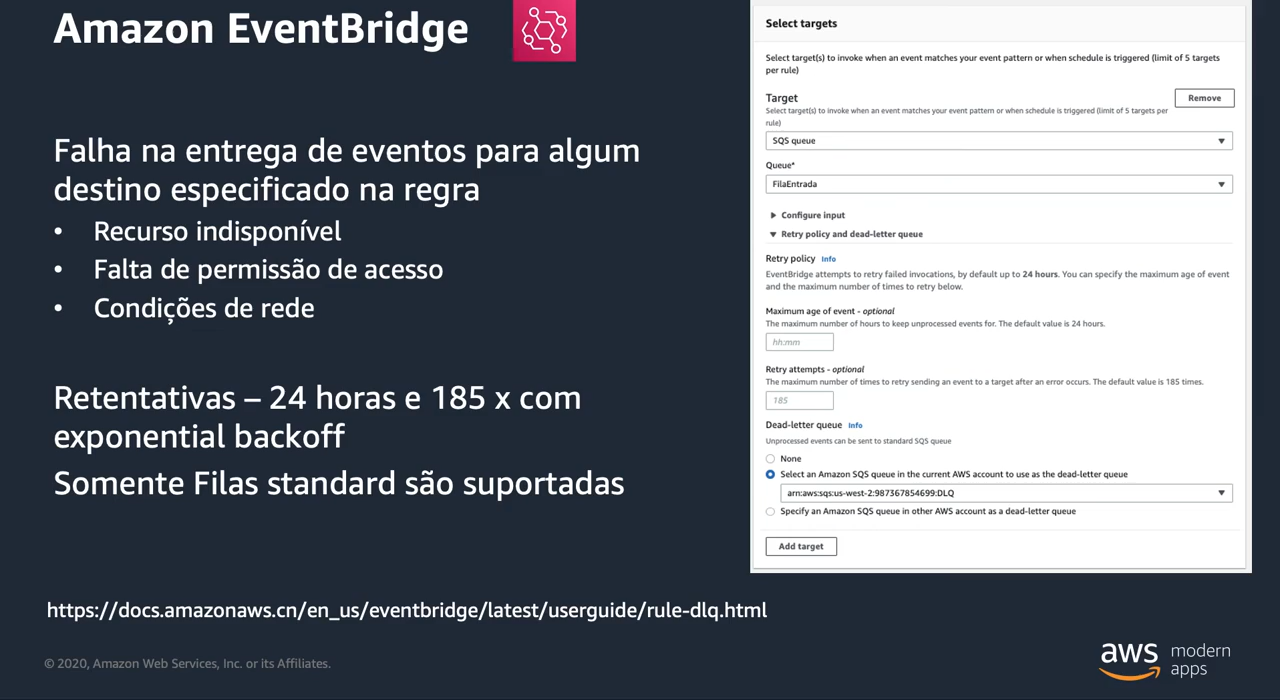 Amazon EventBridge
Falha na entrega de eventos para algum
destino especificado na regra
• Recurso indisponível
• Falta de permissão de acesso
• Condições de rede
Retentativas – 24 horas e 185 x com
exponential backoff
Somente Filas standard são suportadas
https://docs.amazonaws.cn/en_us/eventbridge/latest/userguide/rule-dlq.html
© 2020, Amazon Web Services, Inc. or its Affiliates.
Select targets
Select target(s) to invoke when an event matches your event pattern or when schedule is triggered (limit of 5 targets
per rule)
Target
Remove
Select target(s) to invoke when an event matches your event pattern or when schedule is triggered (limit of 5 targets per
rule)
SQS queue
Queue*
FilaEntrada
Configure input
Retry policy and dead-letter queue
Retry policy Info
EventBridge attempts to retry failed invocations, by default up to 24 hours. You can specify the maximum age of event
and the maximum number of times to retry below.
Maximum age of event - optional
The maximum number of hours to keep unprocessed events for. The default value is 24 hours.
hh:mm
Retry attempts - optional
The maximum number of times to retry sending an event to a target after an error occurs. The default value is 185 times.
185
Dead-letter queue Info
Unprocessed events can be sent to standard SQS queue
None
Select an Amazon SQS queue in the current AWS account to use as the dead-letter queue
arn:aws:sqs:us-west-2:987367854699:DLQ
Specify an Amazon SQS queue in other AWS account as a dead-letter queue
Add target
aws modern
apps